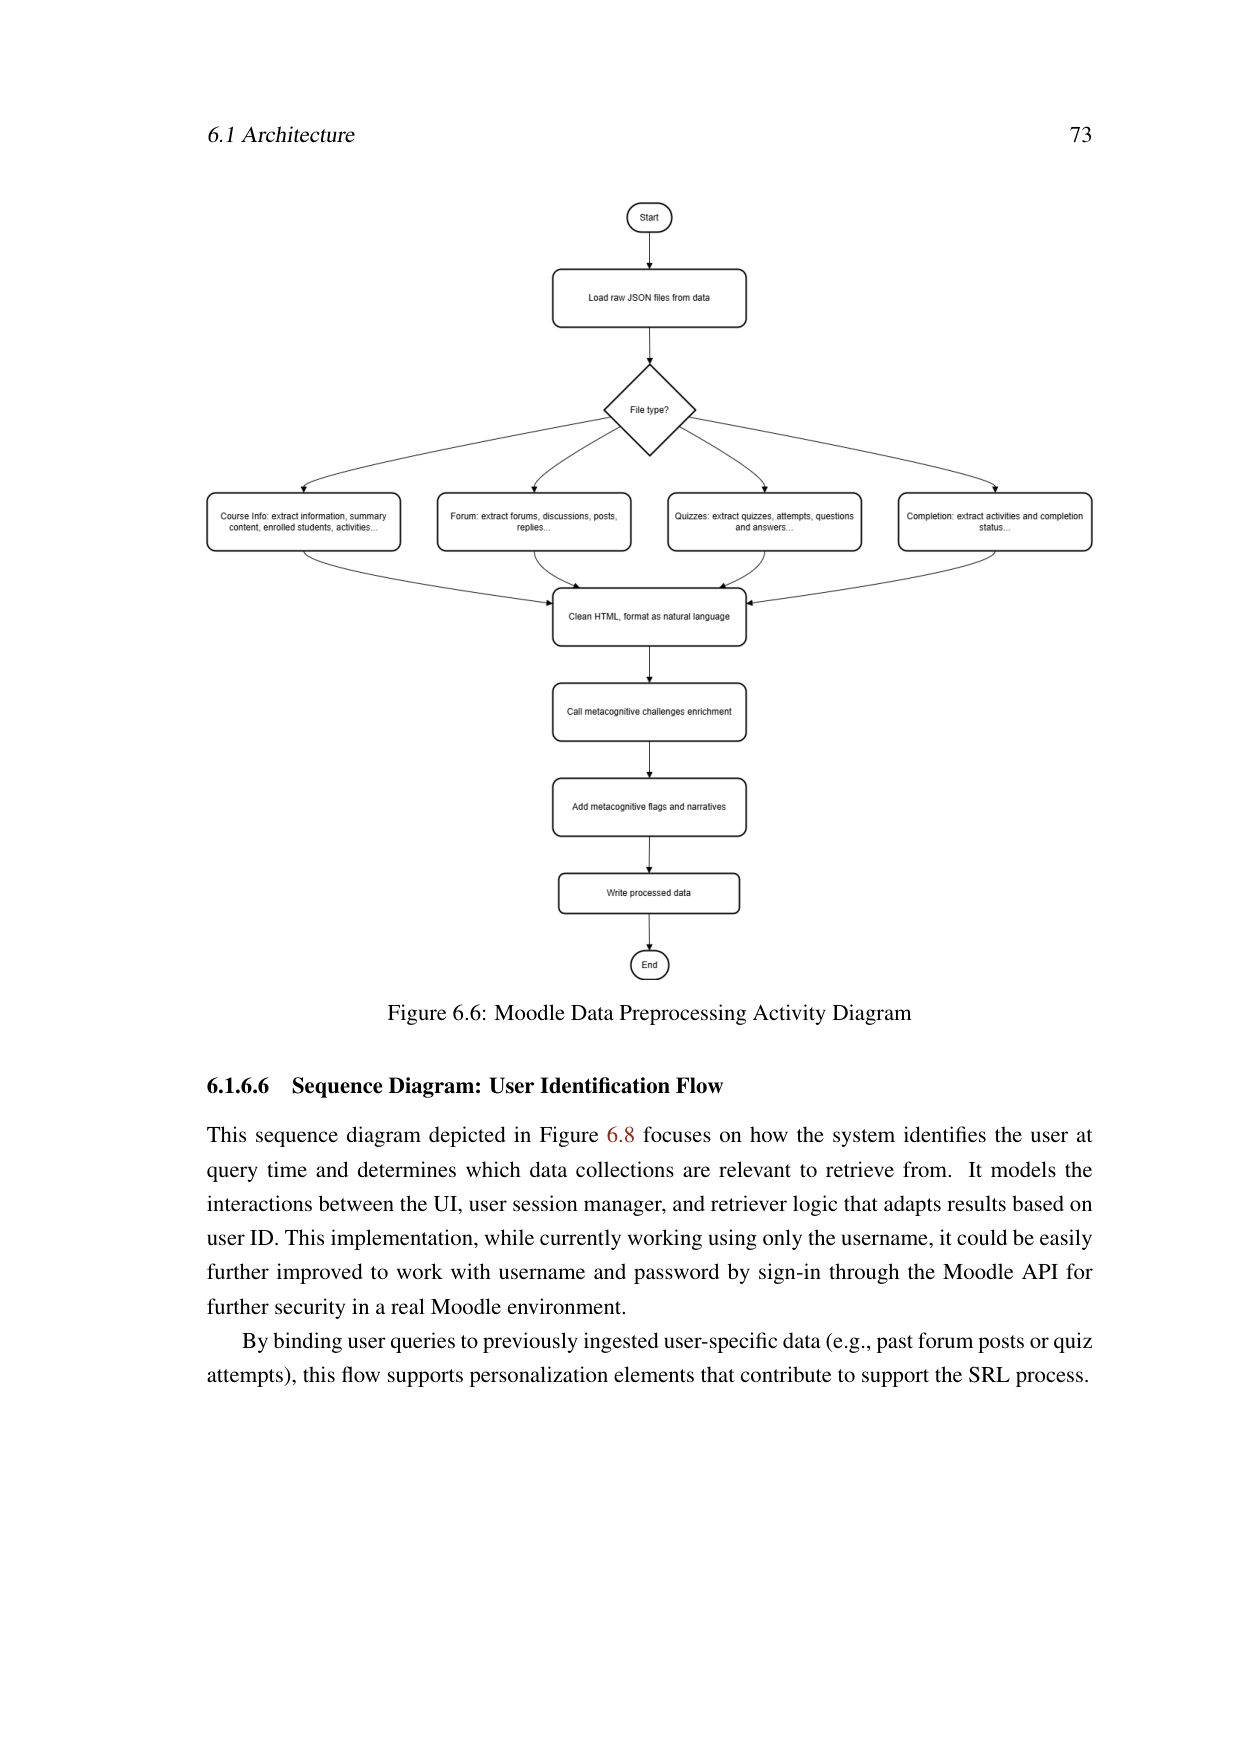 6.1 Architecture 73
Start
Load raw JSON files from data
File type?
Course Info: extract information, summary
content, enrolled students, activities...
Forum: extract forums, discussions, posts,
replies...
Quizzes: extract quizzes, attempts, questions
and answers...
Completion: extract activities and completion
status...
Clean HTML, format as natural language
Call metacognitive challenges enrichment
Add metacognitive flags and narratives
Write processed data
End
Figure 6.6: Moodle Data Preprocessing Activity Diagram
6.1.6.6 Sequence Diagram: User Identification Flow
This sequence diagram depicted in Figure 6.8 focuses on how the system identifies the user at
query time and determines which data collections are relevant to retrieve from. It models the
interactions between the UI, user session manager, and retriever logic that adapts results based on
user ID. This implementation, while currently working using only the username, it could be easily
further improved to work with username and password by sign-in through the Moodle API for
further security in a real Moodle environment.
By binding user queries to previously ingested user-specific data (e.g., past forum posts or quiz
attempts), this flow supports personalization elements that contribute to support the SRL process.